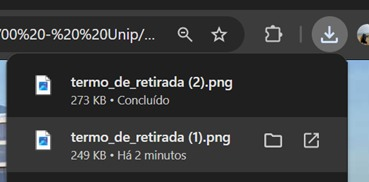 00%20-%20%20Unip/...
termo_de_retirada (2).png
273 KB • Concluído
termo_de_retirada (1).png
249 KB • Há 2 minutos